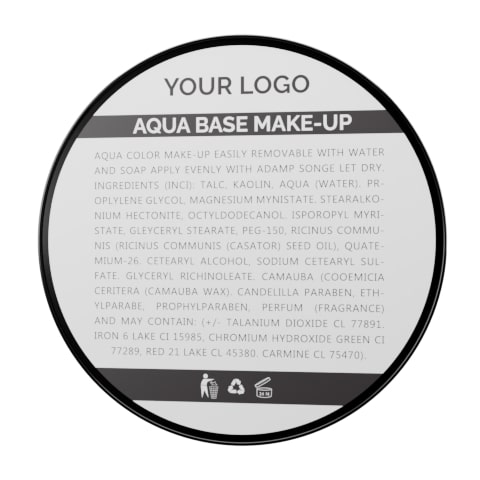 YOUR LOGO
AQUA BASE MAKE-UP
AQUA COLOR MAKE-UP EASILY REMOVABLE WITH WATER
AND SOAP APPLY EVENLY WITH ADAMP SONGE LET DRY.
INGREDIENTS (INCI): TALC, KAOLIN, AQUA (WATER). PR-
OPLYLENE GLYCOL, MAGNESIUM MYNISTATE, STEARALKO-
NIUM HECTONITE, OCTYLDODECANOL. ISPOROPYL MYRI-
STATE, GLEYCERYL STEARATE, PEG-150, RICINUS COMMU-
NIS (RICINUS COMMUNIS (CASATOR) SEED OIL), QUATE-
MIUM-26. CETEARYL ALCOHOL, SODIUM CETEARYL SUL-
FATE. GLYCERYL RICHINOLEATE. CAMAUBA (COOEMICIA
CERITERA (CAMAUBA WAX). CANDELILLA PARABEN, ETH-
YLPARABE, PROPHYLPARABEN, PERFUM (FRAGRANCE)
AND MAY CONTAIN: (+/- TALANIUM DIOXIDE CL 77891.
IRON 6 LAKE CI 15985, CHROMIUM HYDROXIDE GREEN CI
77289, RED 21 LAKE CL 45380. CARMINE CL 75470).